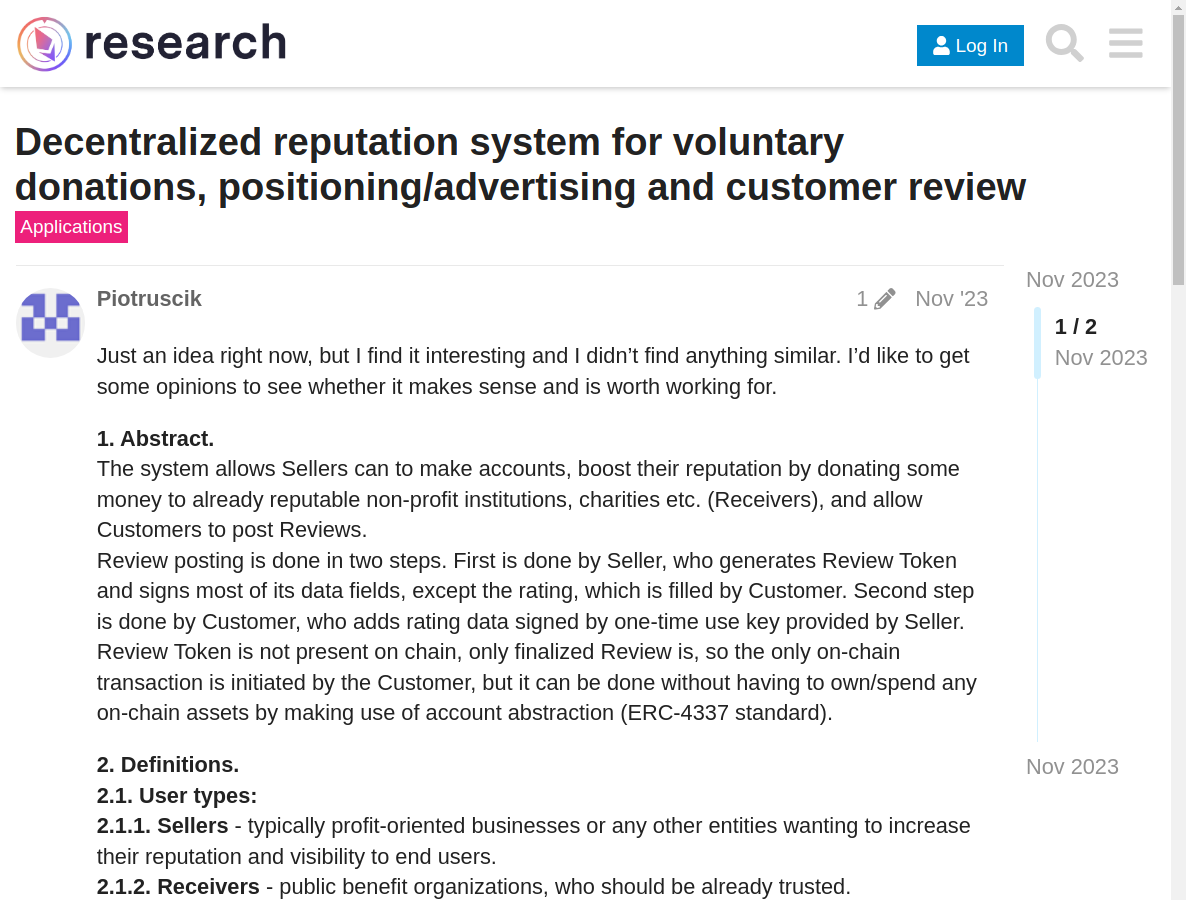 research
Log In
Decentralized reputation system for voluntary
donations, positioning/advertising and customer review
Applications
Piotruscik
1
Nov '23
Nov 2023
1 / 2
Nov 2023
Just an idea right now, but I find it interesting and I didn’t find anything similar. I’d like to get
some opinions to see whether it makes sense and is worth working for.
1. Abstract.
The system allows Sellers can to make accounts, boost their reputation by donating some
money to already reputable non-profit institutions, charities etc. (Receivers), and allow
Customers to post Reviews.
Review posting is done in two steps. First is done by Seller, who generates Review Token
and signs most of its data fields, except the rating, which is filled by Customer. Second step
is done by Customer, who adds rating data signed by one-time use key provided by Seller.
Review Token is not present on chain, only finalized Review is, so the only on-chain
transaction is initiated by the Customer, but it can be done without having to own/spend any
on-chain assets by making use of account abstraction (ERC-4337 standard).
2. Definitions.
Nov 2023
2.1. User types:
2.1.1. Sellers - typically profit-oriented businesses or any other entities wanting to increase
their reputation and visibility to end users.
2.1.2. Receivers - public benefit organizations, who should be already trusted.